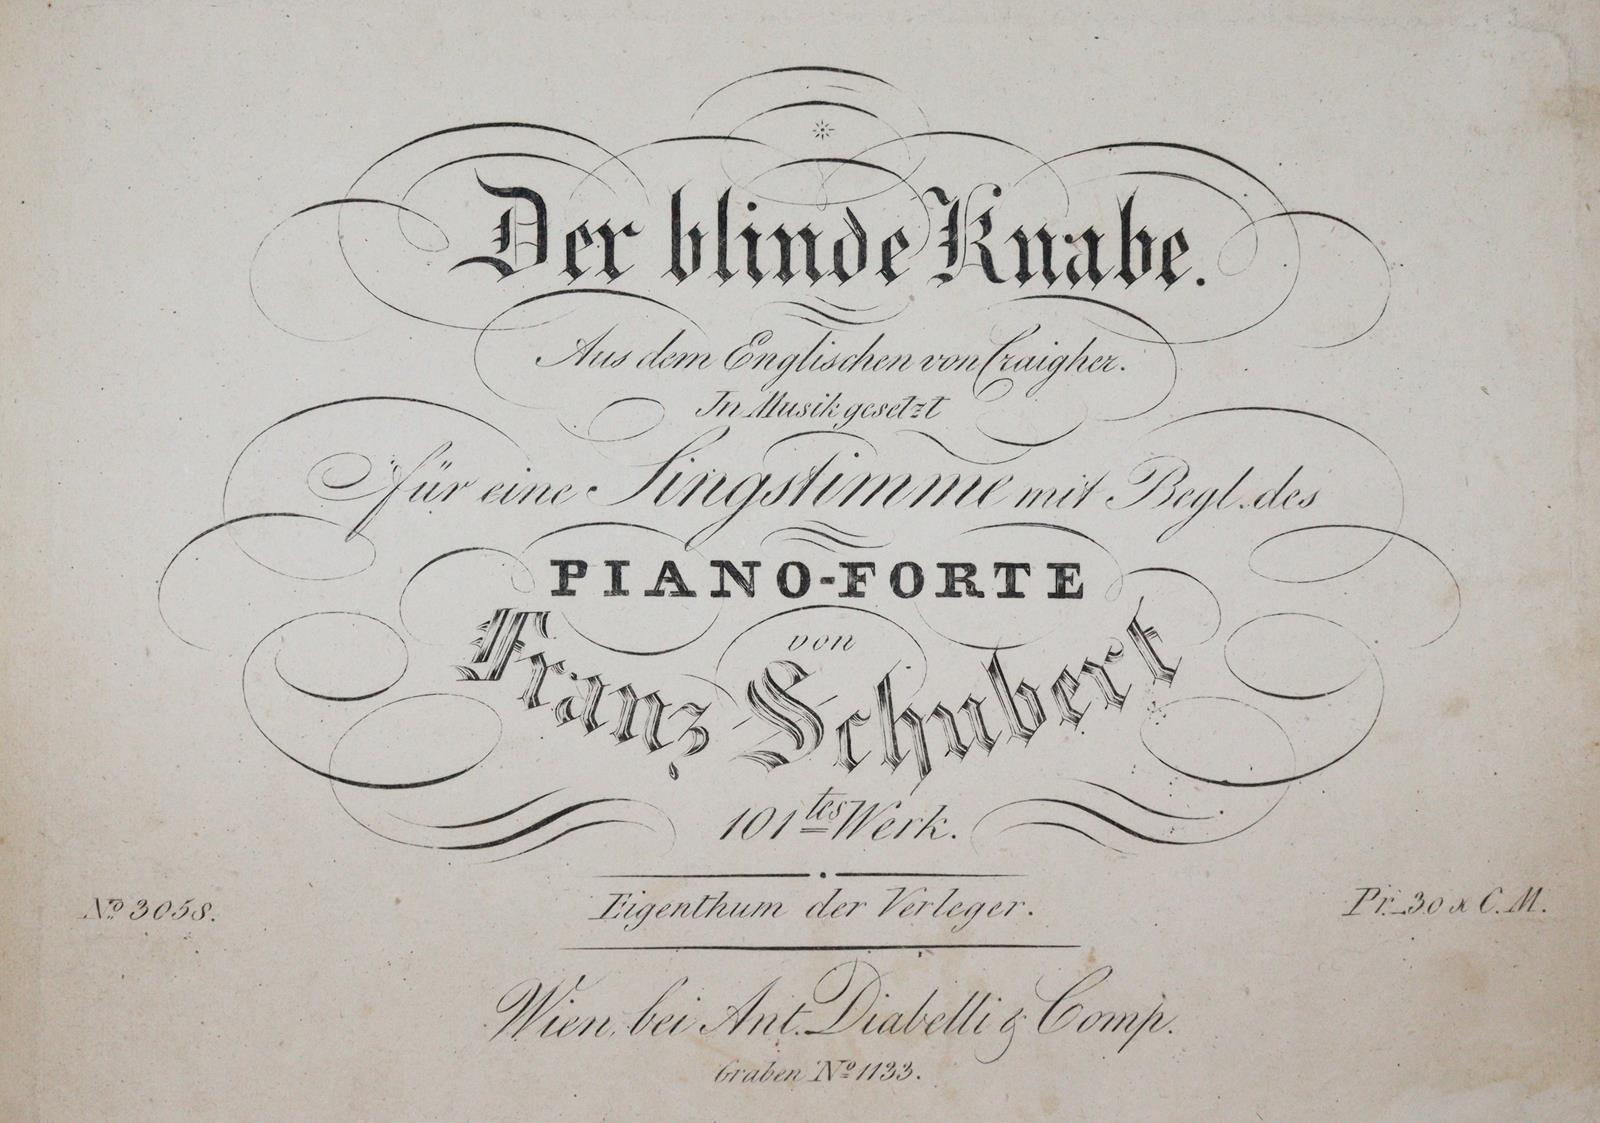 Der blinde Knabe.
Aus dem Englischen von Craigher.
In Musik gesetzt
für eine Singstimme mit Begl. des
PIANO-FORTE
von
Franz Schubert
101tes Werk.
Eigenthum der Verleger.
No 3058.
Pr. 30 x C. M.
Wien, bei Ant. Diabelli & Comp.
Graben No 1133.